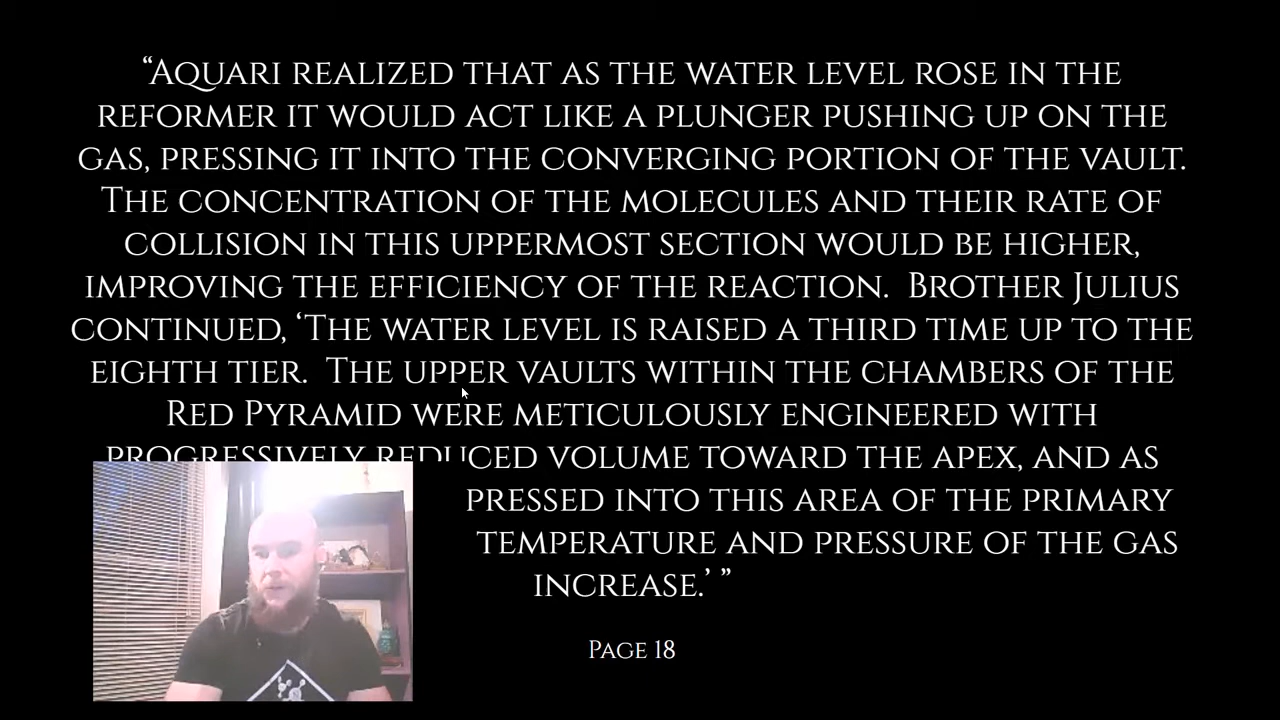 “Aquari realized that as the water level rose in the
reformer it would act like a plunger pushing up on the
gas, pressing it into the converging portion of the vault.
The concentration of the molecules and their rate of
collision in this uppermost section would be higher,
improving the efficiency of the reaction.  Brother Julius
continued, ‘The water level is raised a third time up to the
eighth tier.  The upper vaults within the chambers of the
Red Pyramid were meticulously engineered with
progressively reduced volume toward the apex, and as
pressed into this area of the primary
temperature and pressure of the gas
increase.’ ”
Page 18